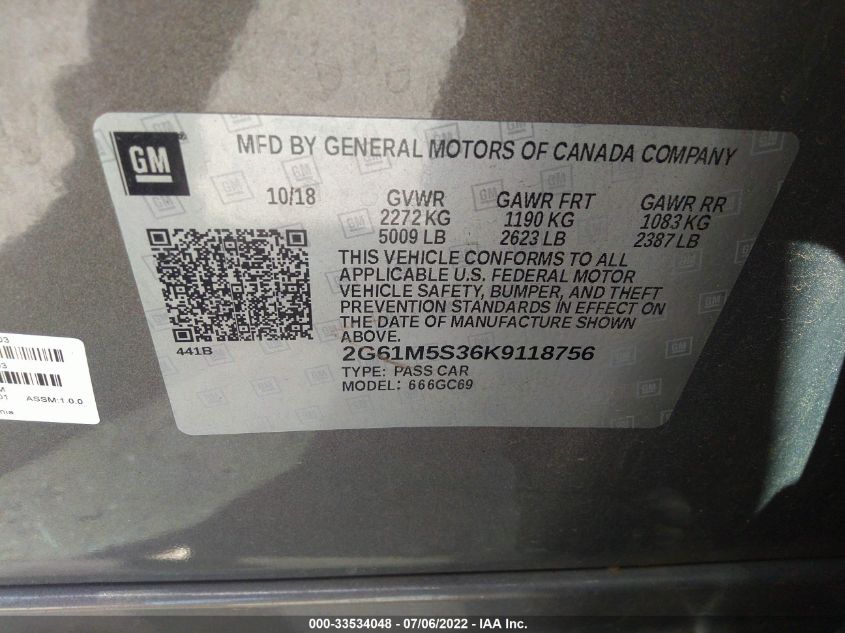 GM
MFD BY GENERAL MOTORS OF CANADA COMPANY
10/18 GVWR GAWR FRT GAWR RR
2272 KG 1190 KG 1083 KG
5009 LB 2623 LB 2387 LB
THIS VEHICLE CONFORMS TO ALL
APPLICABLE U.S. FEDERAL MOTOR
VEHICLE SAFETY, BUMPER, AND THEFT
PREVENTION STANDARDS IN EFFECT ON
THE DATE OF MANUFACTURE SHOWN
ABOVE.
441B
2G61M5S36K9118756
TYPE: PASS CAR
MODEL: 666GC69
ASSM:1.0.0
000-33534048 - 07/06/2022 - IAA Inc.